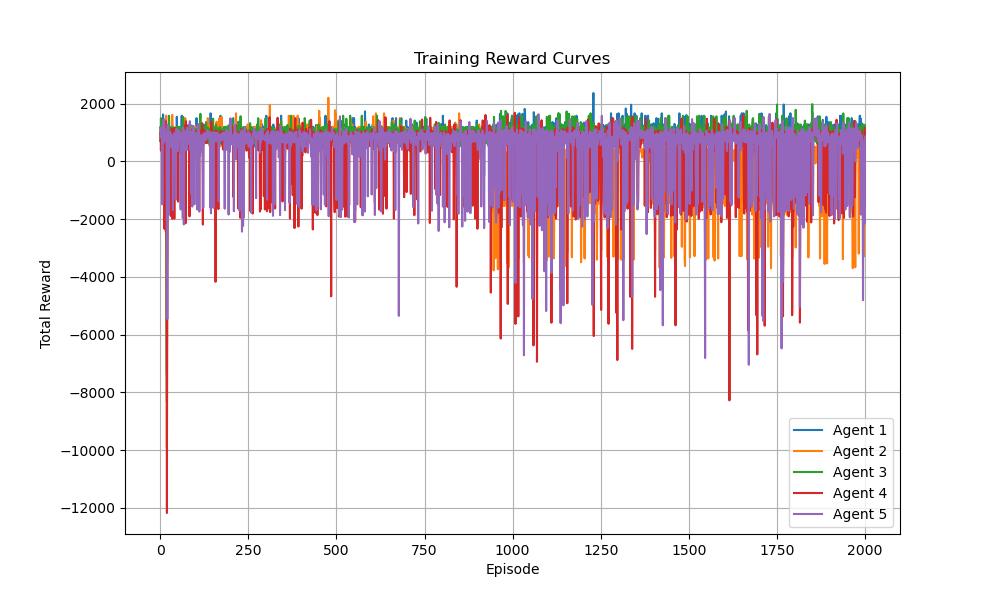 Training Reward Curves
Total Reward
2000
0
−2000
−4000
−6000
−8000
−10000
−12000
0 250 500 750 1000 1250 1500 1750 2000
Episode
Agent 1
Agent 2
Agent 3
Agent 4
Agent 5